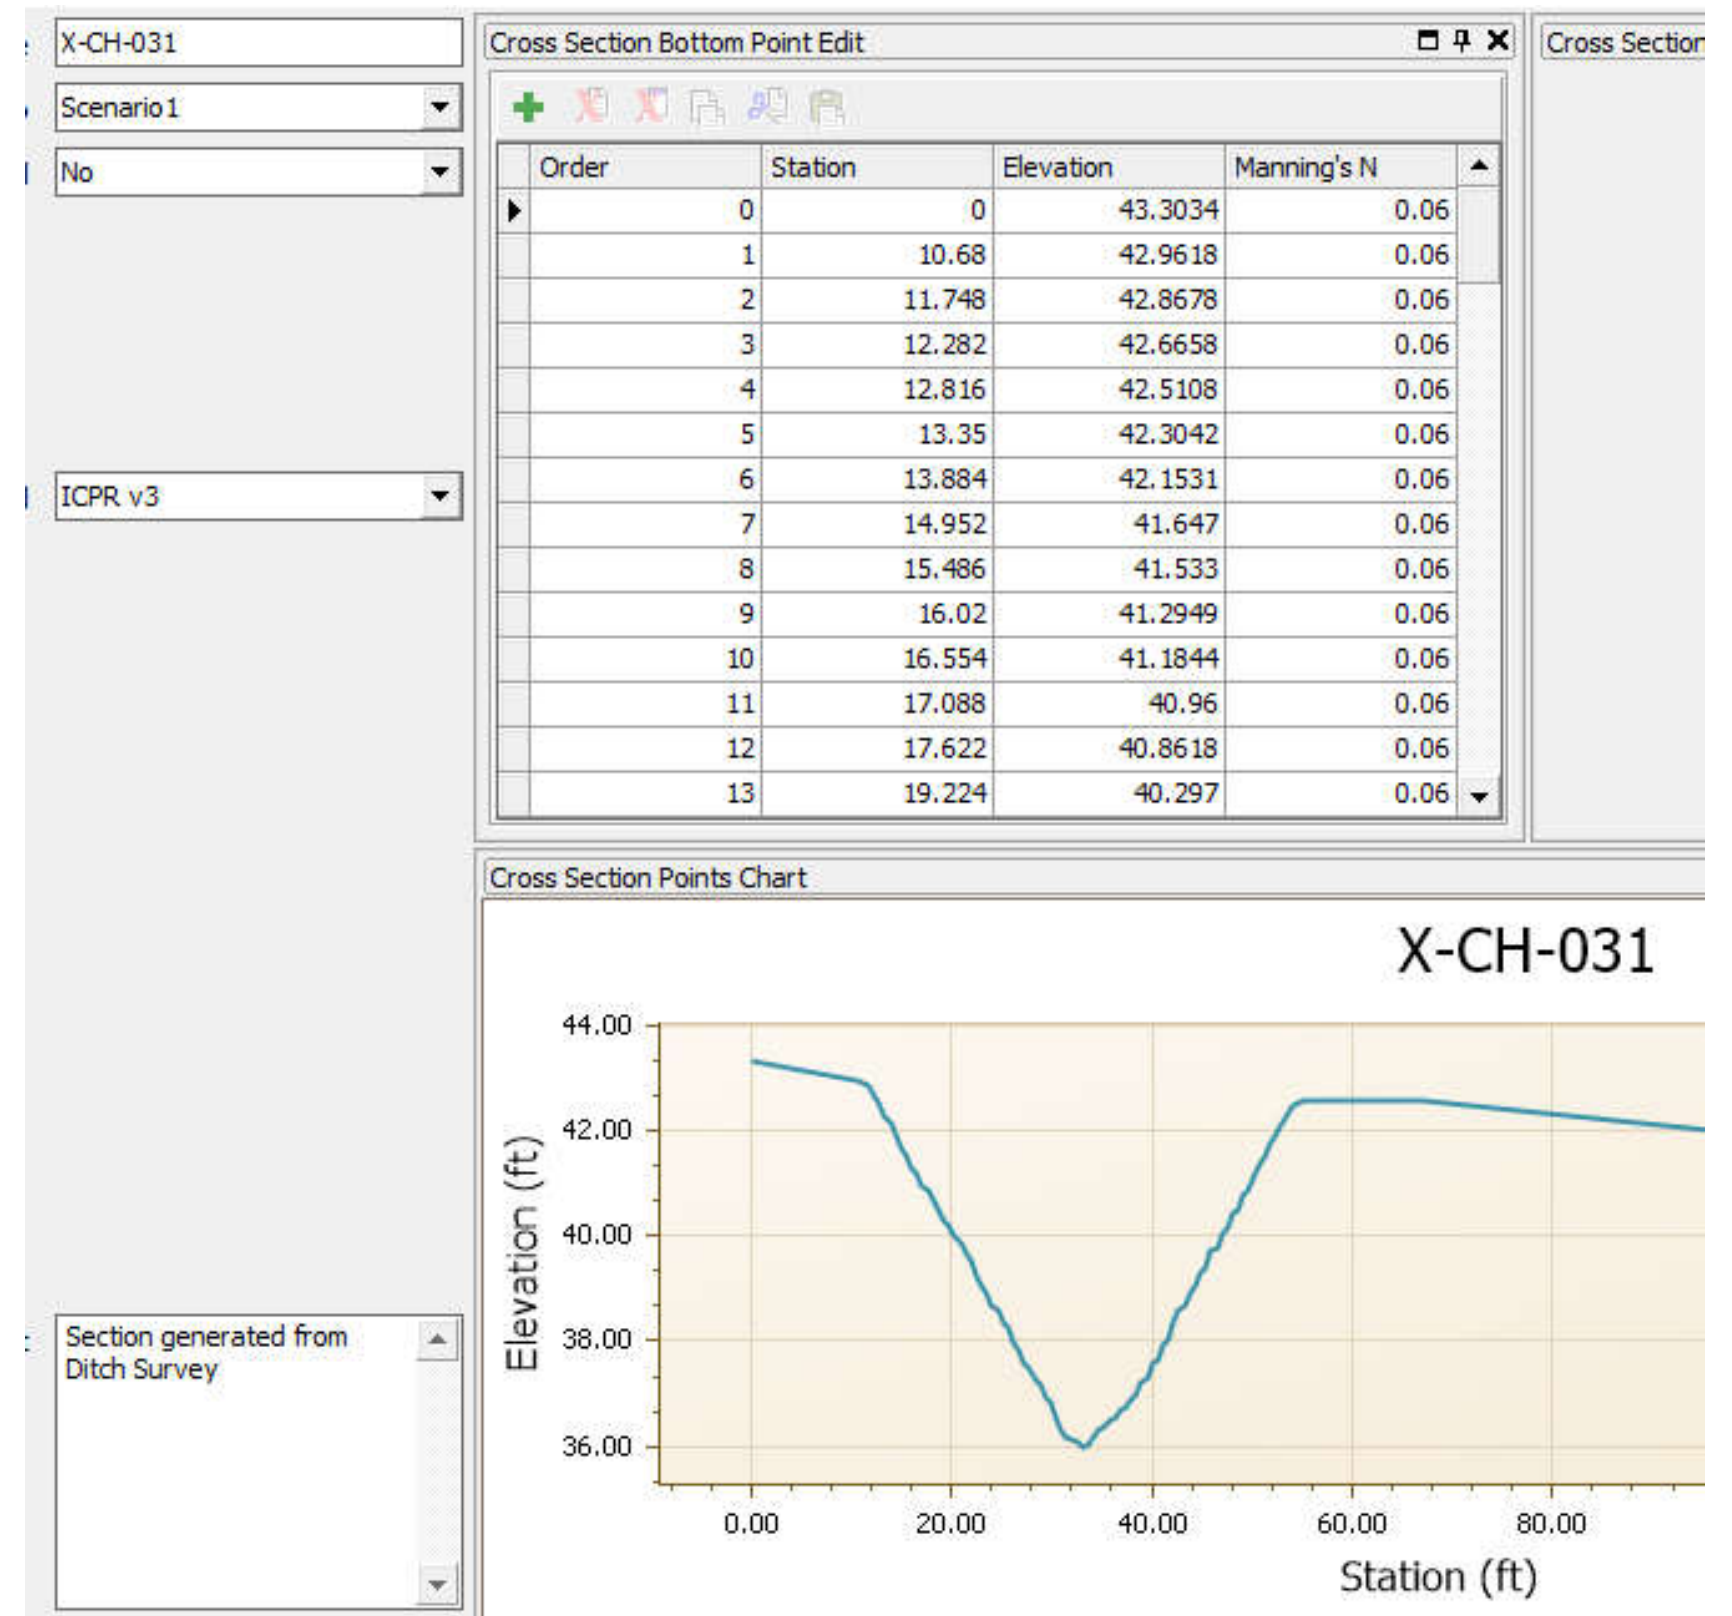 X-CH-031
Scenario1
No
ICPR v3
Section generated from
Ditch Survey
Cross Section Bottom Point Edit
Order Station Elevation Manning's N
0 0 43.3034 0.06
1 10.68 42.9618 0.06
2 11.748 42.8678 0.06
3 12.282 42.6658 0.06
4 12.816 42.5108 0.06
5 13.35 42.3042 0.06
6 13.884 42.1531 0.06
7 14.952 41.647 0.06
8 15.486 41.533 0.06
9 16.02 41.2949 0.06
10 16.554 41.1844 0.06
11 17.088 40.96 0.06
12 17.622 40.8618 0.06
13 19.224 40.297 0.06
Cross Section
Cross Section Points Chart
X-CH-031
Elevation (ft)
44.00
42.00
40.00
38.00
36.00
0.00 20.00 40.00 60.00 80.00
Station (ft)